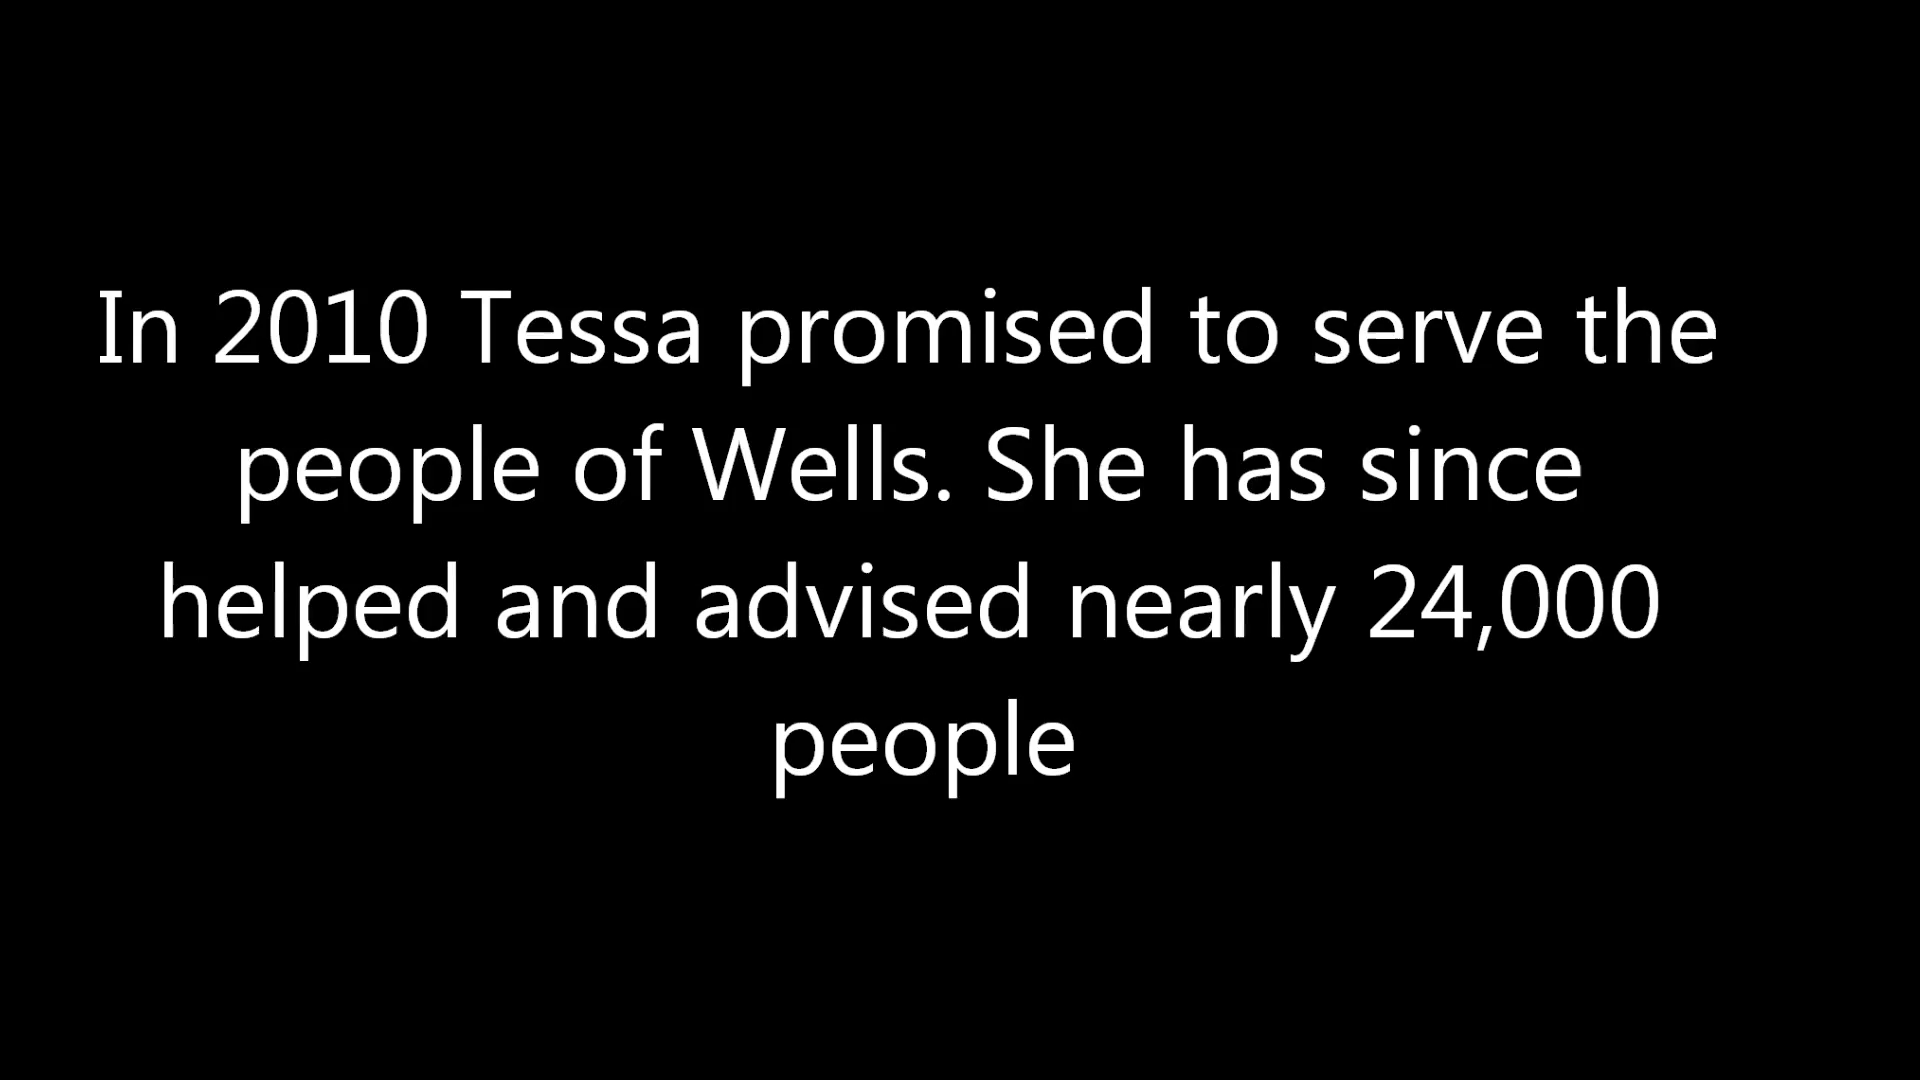 In 2010 Tessa promised to serve the
people of Wells. She has since
helped and advised nearly 24,000
people